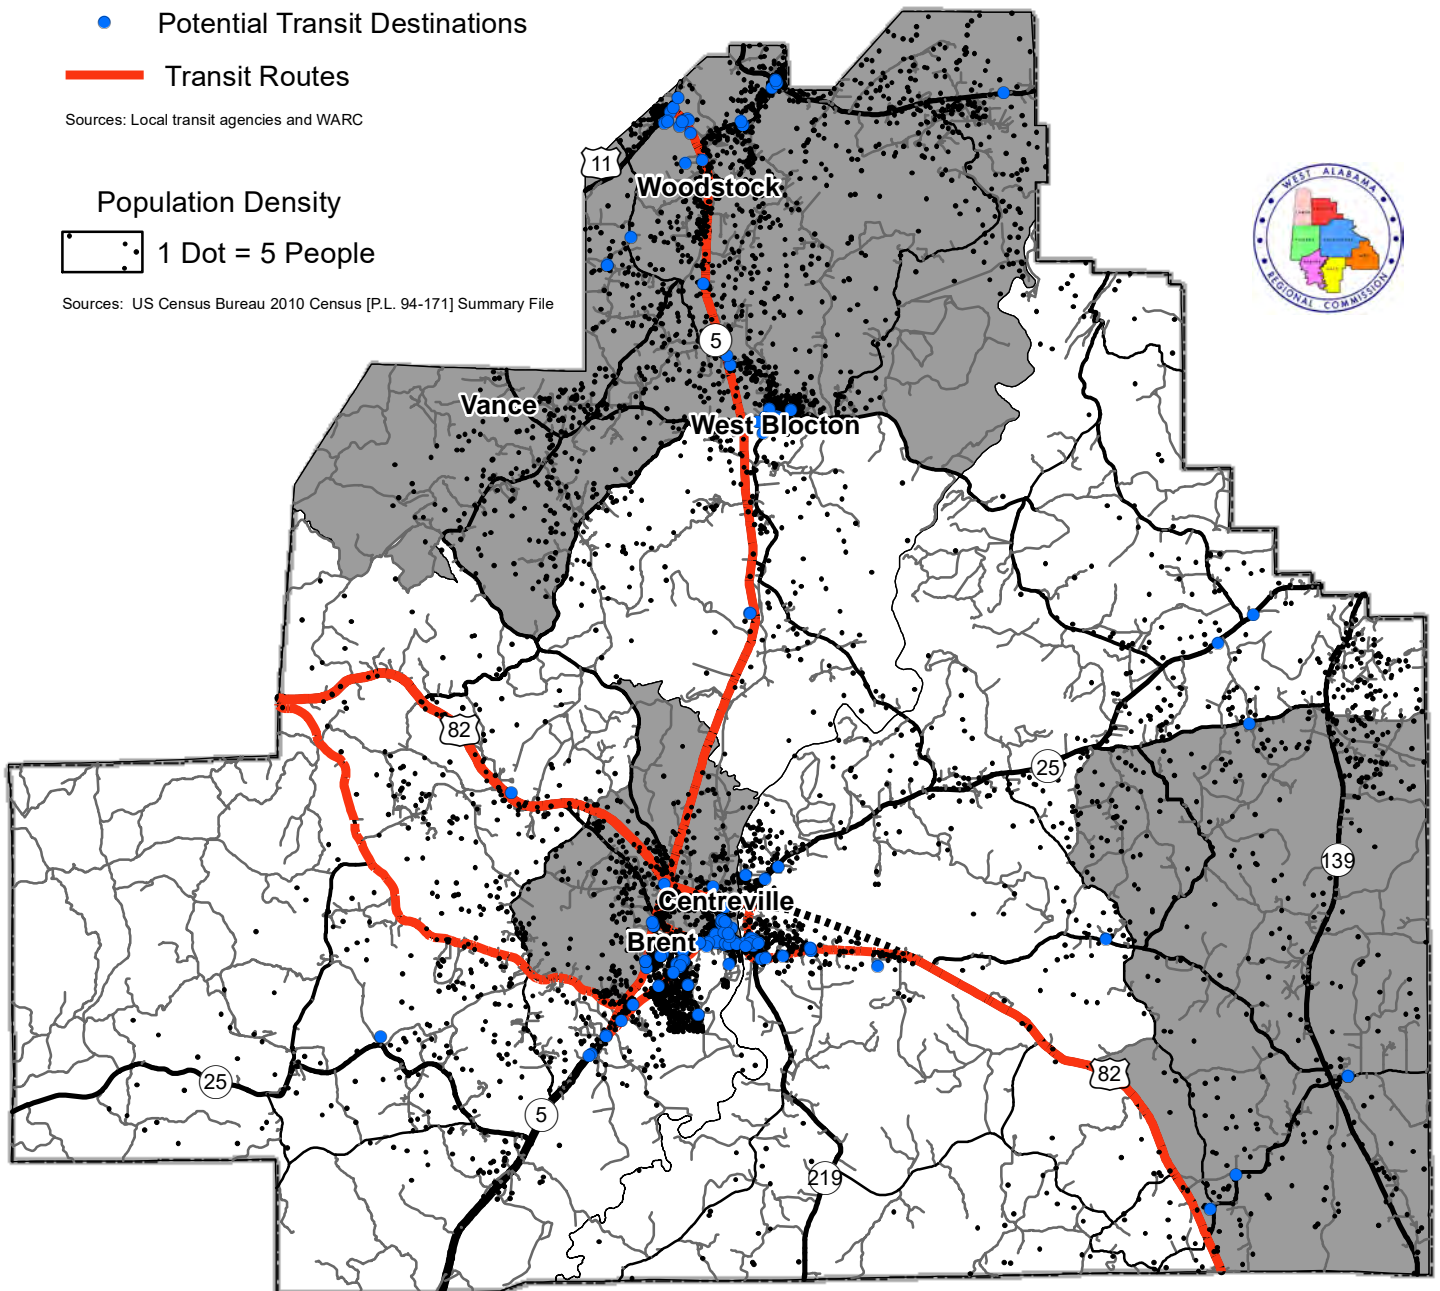 Potential Transit Destinations
Transit Routes
Sources: Local transit agencies and WARC
Population Density
1 Dot = 5 People
Sources: US Census Bureau 2010 Census [P.L. 94-171] Summary File
WEST ALABAMA
REGIONAL COMMISSION
11
Woodstock
5
Vance
West Blocton
82
25
139
Centreville
Brent
82
25
5
219